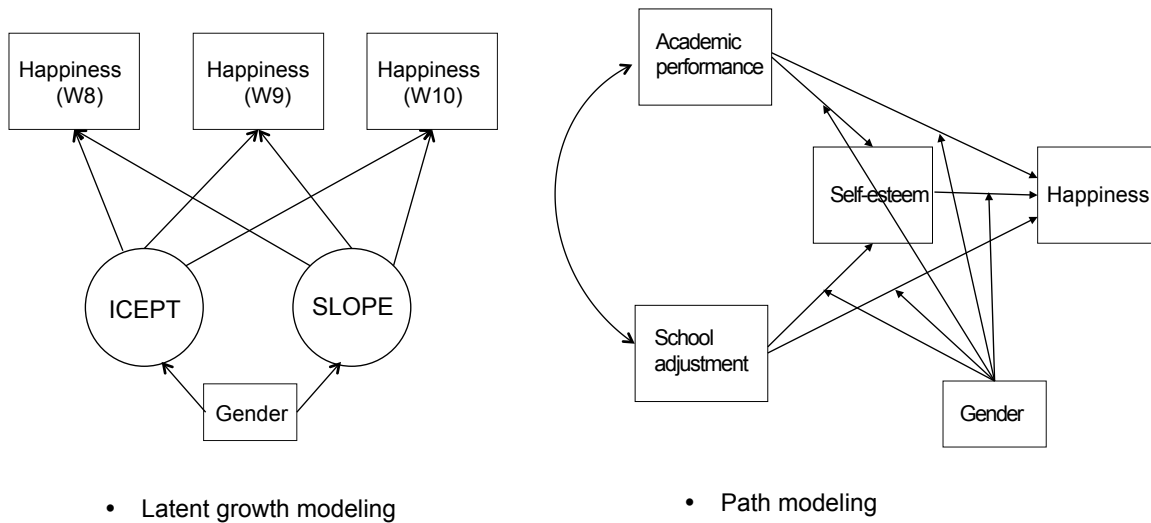 Happiness
(W8)
Happiness
(W9)
Happiness
(W10)
ICEPT
SLOPE
Gender
• Latent growth modeling
Academic
performance
Self-esteem
Happiness
School
adjustment
Gender
• Path modeling